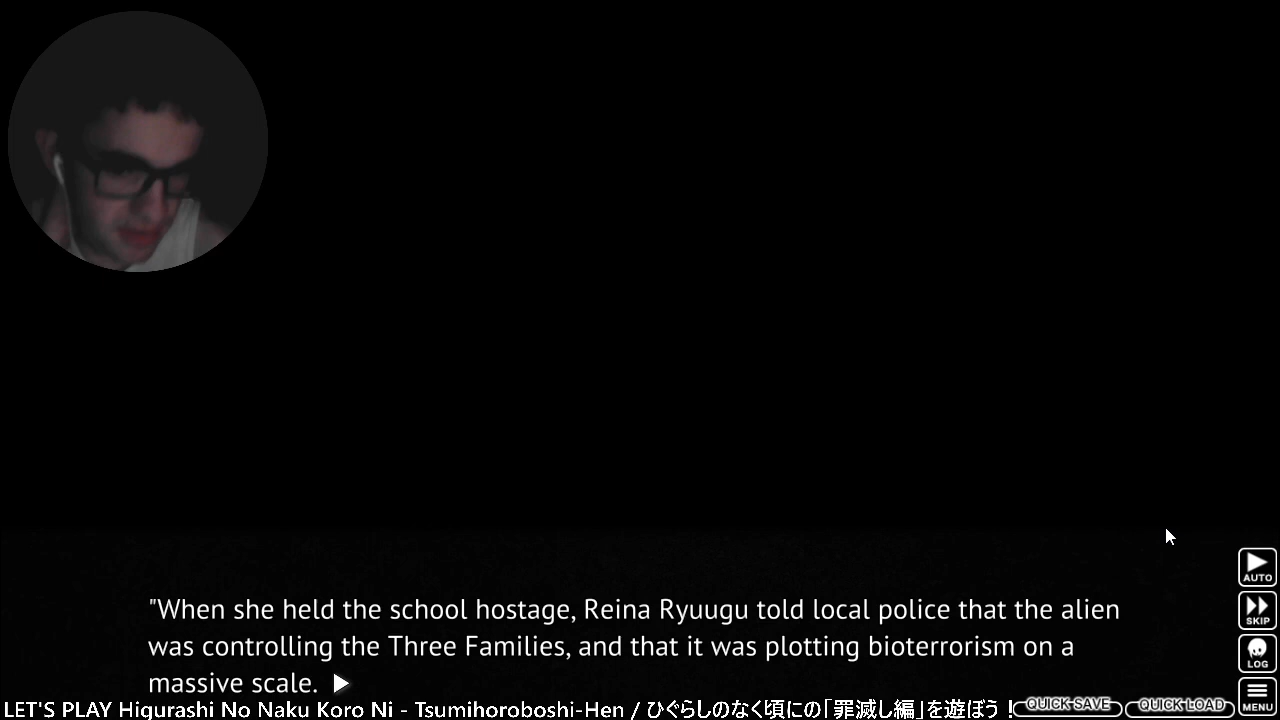 "When she held the school hostage, Reina Ryuugu told local police that the alien
was controlling the Three Families, and that it was plotting bioterrorism on a
massive scale.
AUTO
SKIP
LOG
MENU
LET'S PLAY Higurashi No Naku Koro Ni - Tsumihoroboshi-Hen / ひぐらしのなく頃にの「罪滅し編」を遊ぼう！
QUICK SAVE
QUICK LOAD